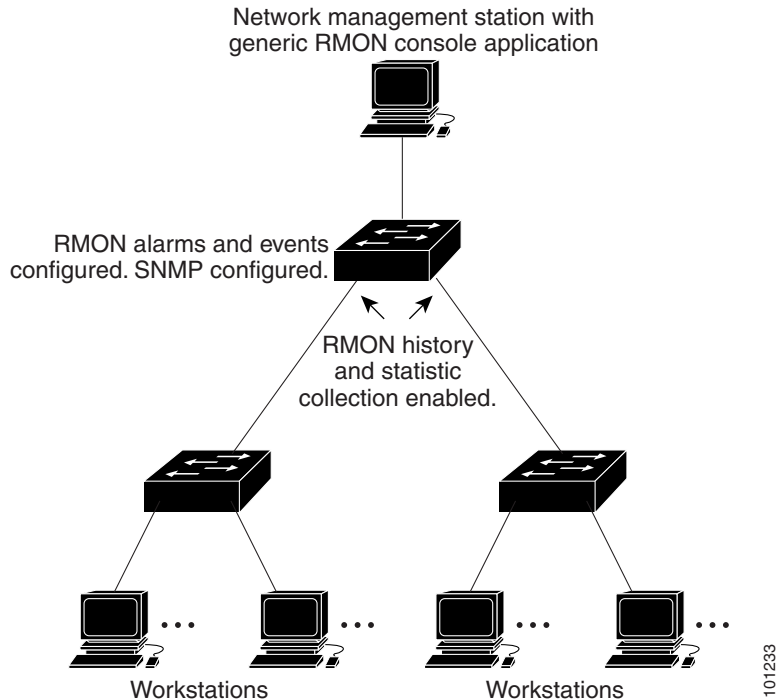 Network management station with
generic RMON console application
RMON alarms and events
configured. SNMP configured.
RMON history
and statistic
collection enabled.
Workstations
Workstations
101233